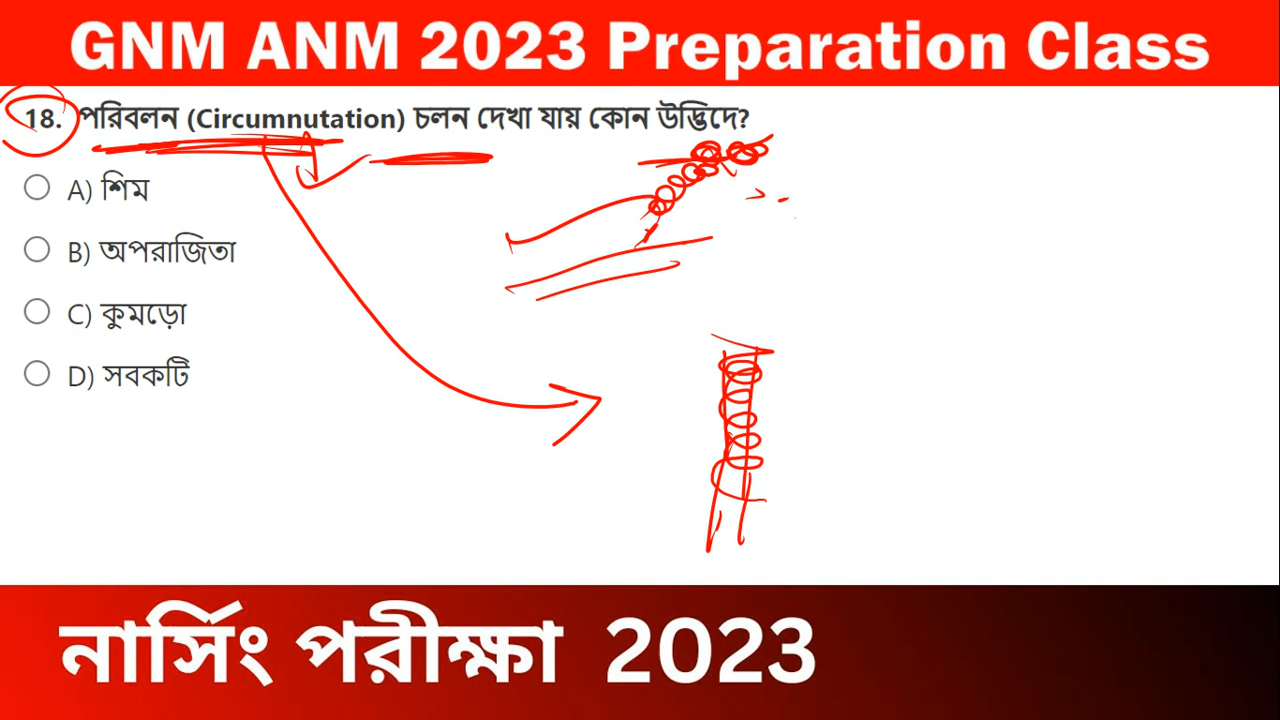 GNM ANM 2023 Preparation Class
18. পরিবলন (Circumnutation) চলন দেখা যায় কোন উদ্ভিদে?
A) শিম
B) অপরাজিতা
C) কুমড়ো
D) সবকটি
নার্সিং পরীক্ষা 2023